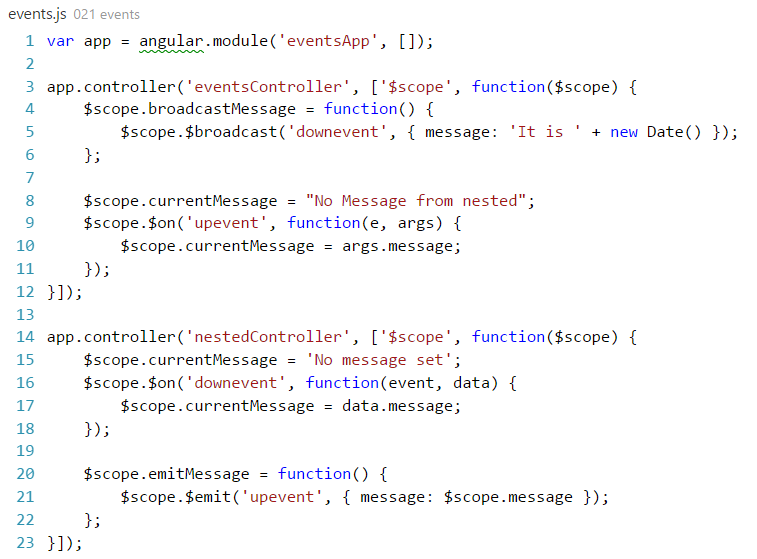 events.js 021 events
1 var app = angular.module('eventsApp', []);
2
3 app.controller('eventsController', ['$scope', function($scope) {
4     $scope.broadcastMessage = function() {
5         $scope.$broadcast('downevent', { message: 'It is ' + new Date() });
6     };
7
8     $scope.currentMessage = "No Message from nested";
9     $scope.$on('upevent', function(e, args) {
10         $scope.currentMessage = args.message;
11     });
12 }]);
13
14 app.controller('nestedController', ['$scope', function($scope) {
15     $scope.currentMessage = 'No message set';
16     $scope.$on('downevent', function(event, data) {
17         $scope.currentMessage = data.message;
18     });
19
20     $scope.emitMessage = function() {
21         $scope.$emit('upevent', { message: $scope.message });
22     };
23 }]);